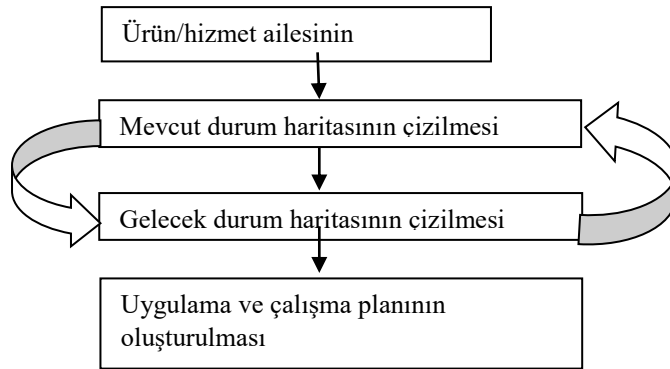 Ürün/hizmet ailesinin
Mevcut durum haritasının çizilmesi
Gelecek durum haritasının çizilmesi
Uygulama ve çalışma planının
oluşturulması